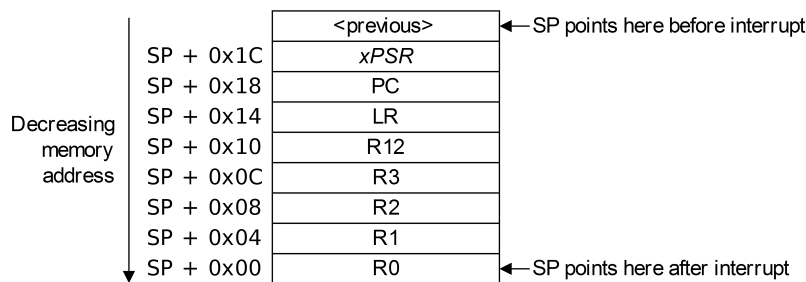 <previous> SP points here before interrupt
SP + 0x1C xPSR
SP + 0x18 PC
SP + 0x14 LR
Decreasing
memory
address
SP + 0x10 R12
SP + 0x0C R3
SP + 0x08 R2
SP + 0x04 R1
SP + 0x00 R0 SP points here after interrupt